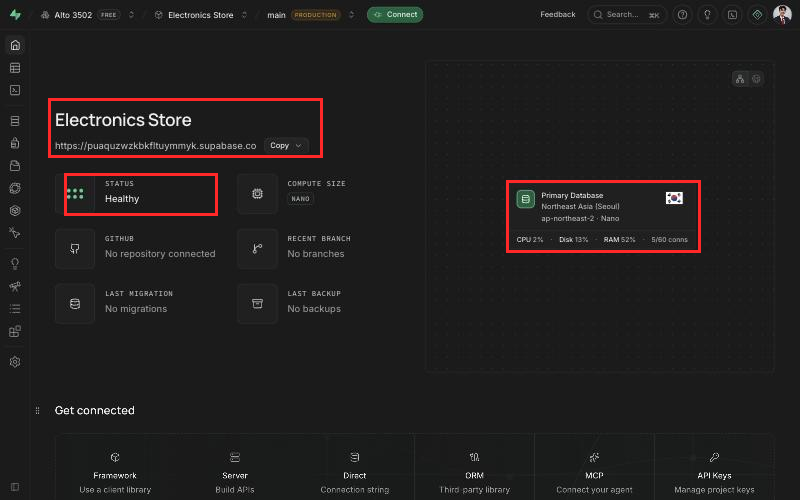 Alto 3502 FREE Electronics Store main PRODUCTION Connect Feedback Search... ⌘K
Electronics Store
https://puaquzwzkbkfltuymmyk.supabase.co Copy
STATUS
Healthy
COMPUTE SIZE
NANO
GITHUB
No repository connected
RECENT BRANCH
No branches
LAST MIGRATION
No migrations
LAST BACKUP
No backups
Primary Database
Northeast Asia (Seoul)
ap-northeast-2 · Nano
CPU 2% · Disk 13% · RAM 52% · 5/60 conns
Get connected
Framework
Use a client library
Server
Build APIs
Direct
Connection string
ORM
Third-party library
MCP
Connect your agent
API Keys
Manage project keys